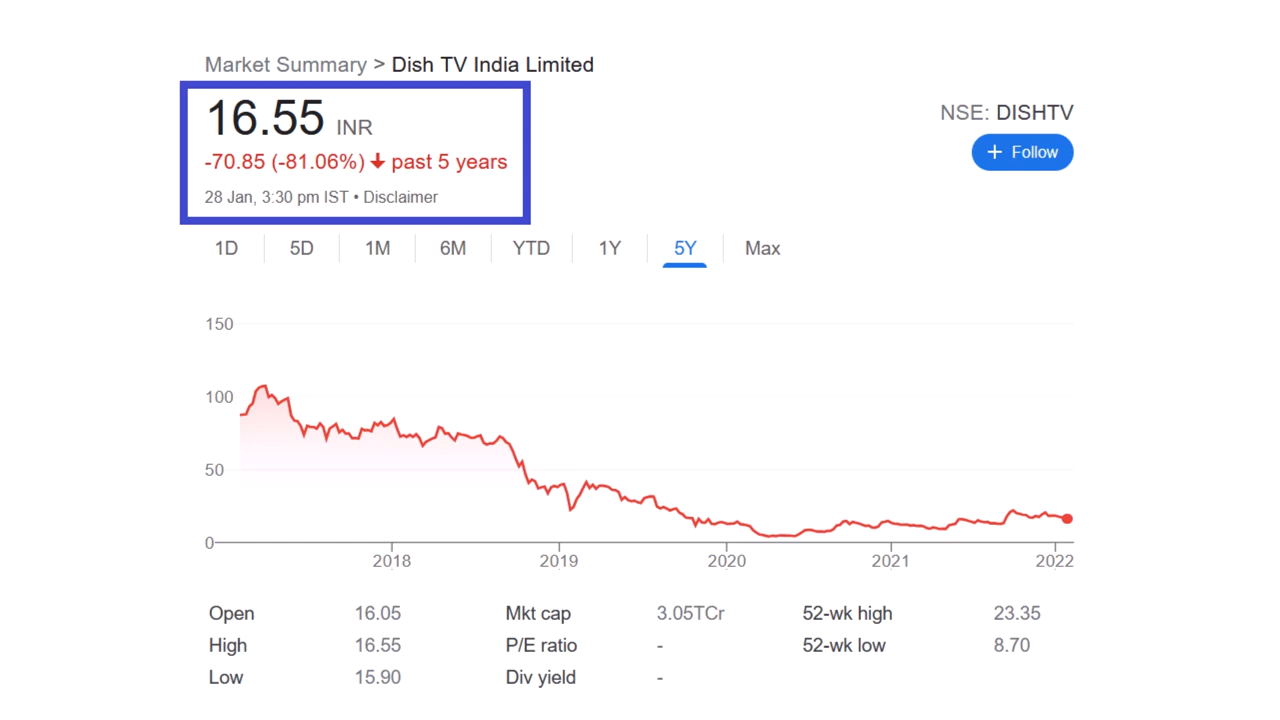 Market Summary > Dish TV India Limited
16.55 INR
-70.85 (-81.06%) ↓ past 5 years
28 Jan, 3:30 pm IST • Disclaimer
NSE: DISHTV
+ Follow
1D 5D 1M 6M YTD 1Y 5Y Max
150
100
50
0
2018 2019 2020 2021 2022
Open 16.05 Mkt cap 3.05TCr 52-wk high 23.35
High 16.55 P/E ratio - 52-wk low 8.70
Low 15.90 Div yield -